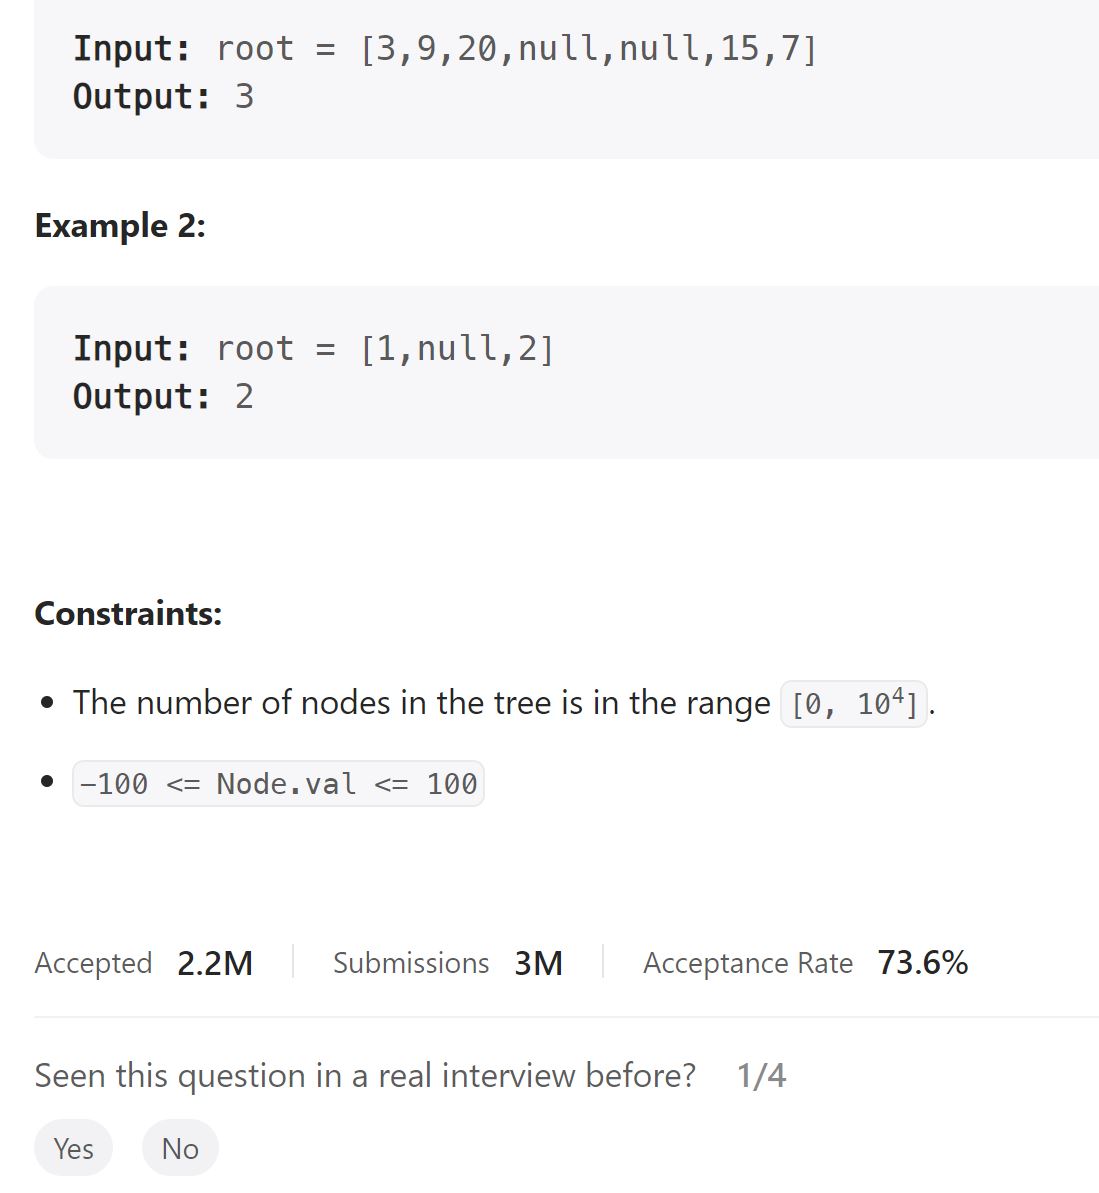 Input: root = [3,9,20,null,null,15,7]
Output: 3
Example 2:
Input: root = [1,null,2]
Output: 2
Constraints:
• The number of nodes in the tree is in the range [0, 10⁴].
• -100 <= Node.val <= 100
Accepted 2.2M Submissions 3M Acceptance Rate 73.6%
Seen this question in a real interview before? 1/4
Yes No